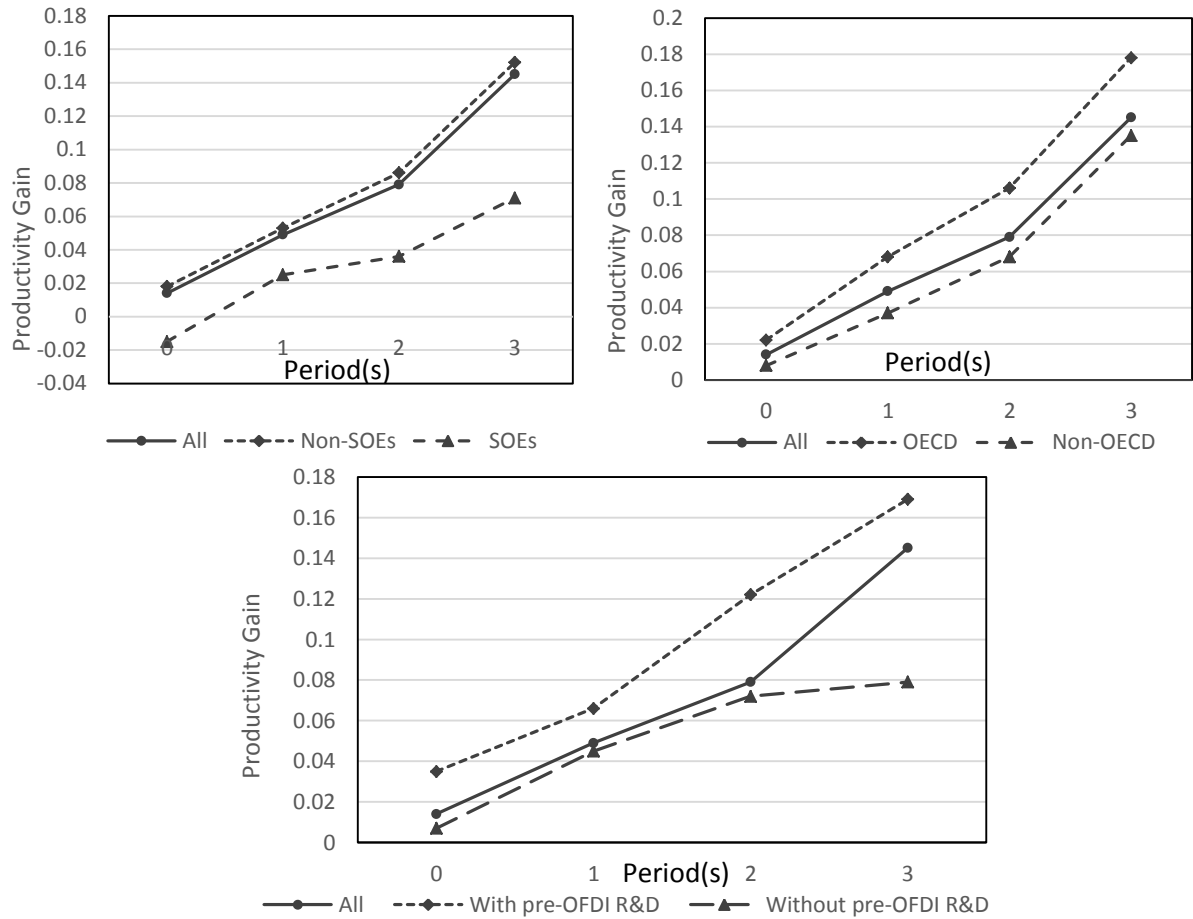 0.18
0.16
0.14
0.12
0.1
0.08
0.06
0.04
0.02
0
-0.02
-0.04
Productivity Gain
0 1 2 3
Period(s)
All Non-SOEs SOEs
0.2
0.18
0.16
0.14
0.12
0.1
0.08
0.06
0.04
0.02
0
Productivity Gain
Period(s)
0 1 2 3
All OECD Non-OECD
0.18
0.16
0.14
0.12
0.1
0.08
0.06
0.04
0.02
0
Productivity Gain
0 1 2 3
Period(s)
All With pre-OFDI R&D Without pre-OFDI R&D